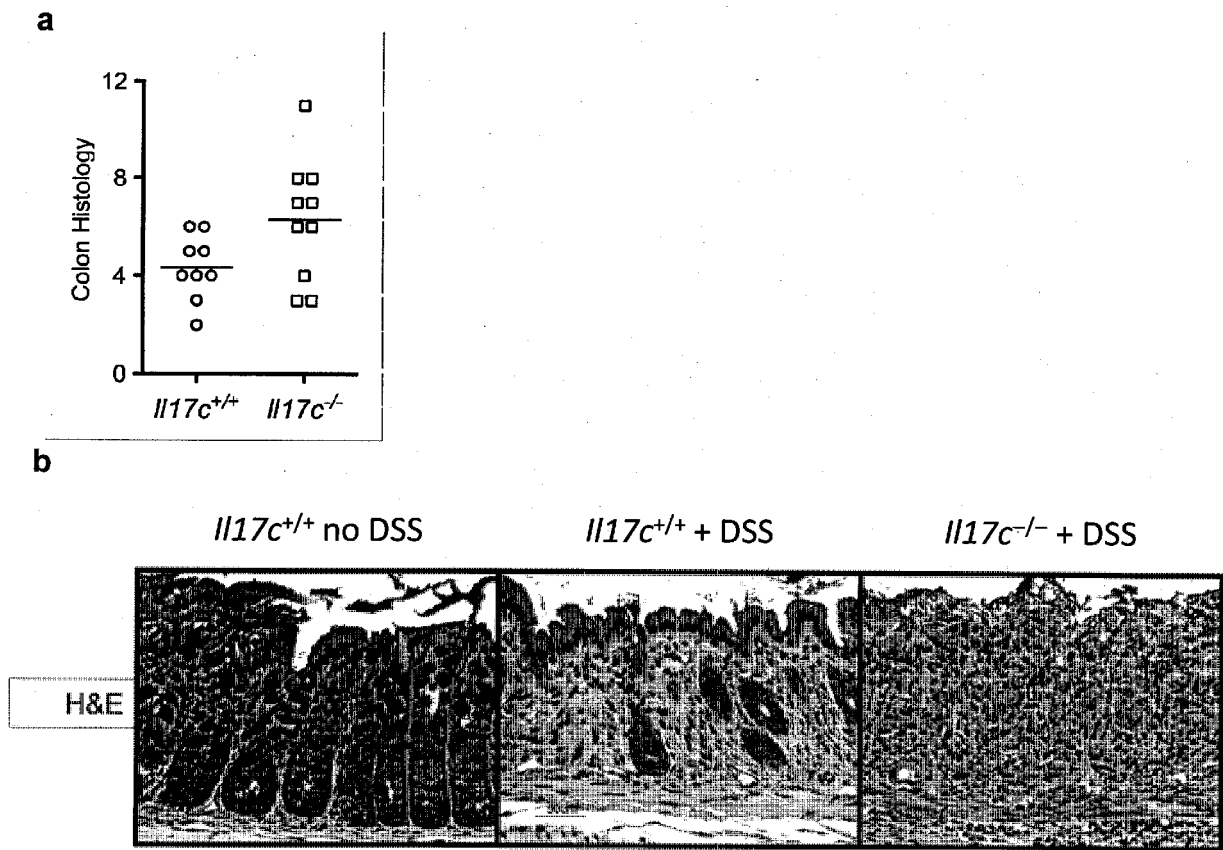 a
12
8
4
0
Colon Histology
Il17c+/+
Il17c-/-
b
Il17c+/+ no DSS
Il17c+/+ + DSS
Il17c-/- + DSS
H&E